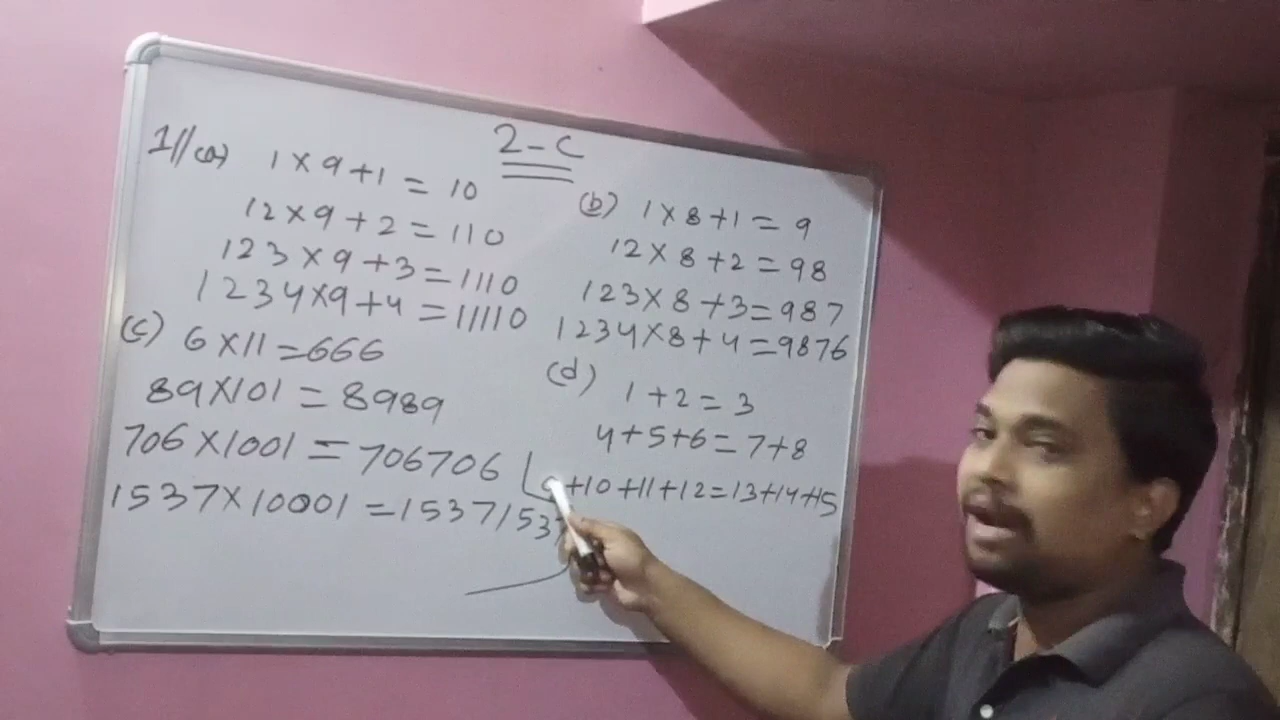 2-C
1//(a) 1×9+1=10
12×9+2=110
123×9+3=1110
1234×9+4=11110
(b) 1×8+1=9
12×8+2=98
123×8+3=987
1234×8+4=9876
(c) 6×11=666
89×101=8989
706×1001=706706
1537×10001=15371537
(d) 1+2=3
4+5+6=7+8
9+10+11+12=13+14+15